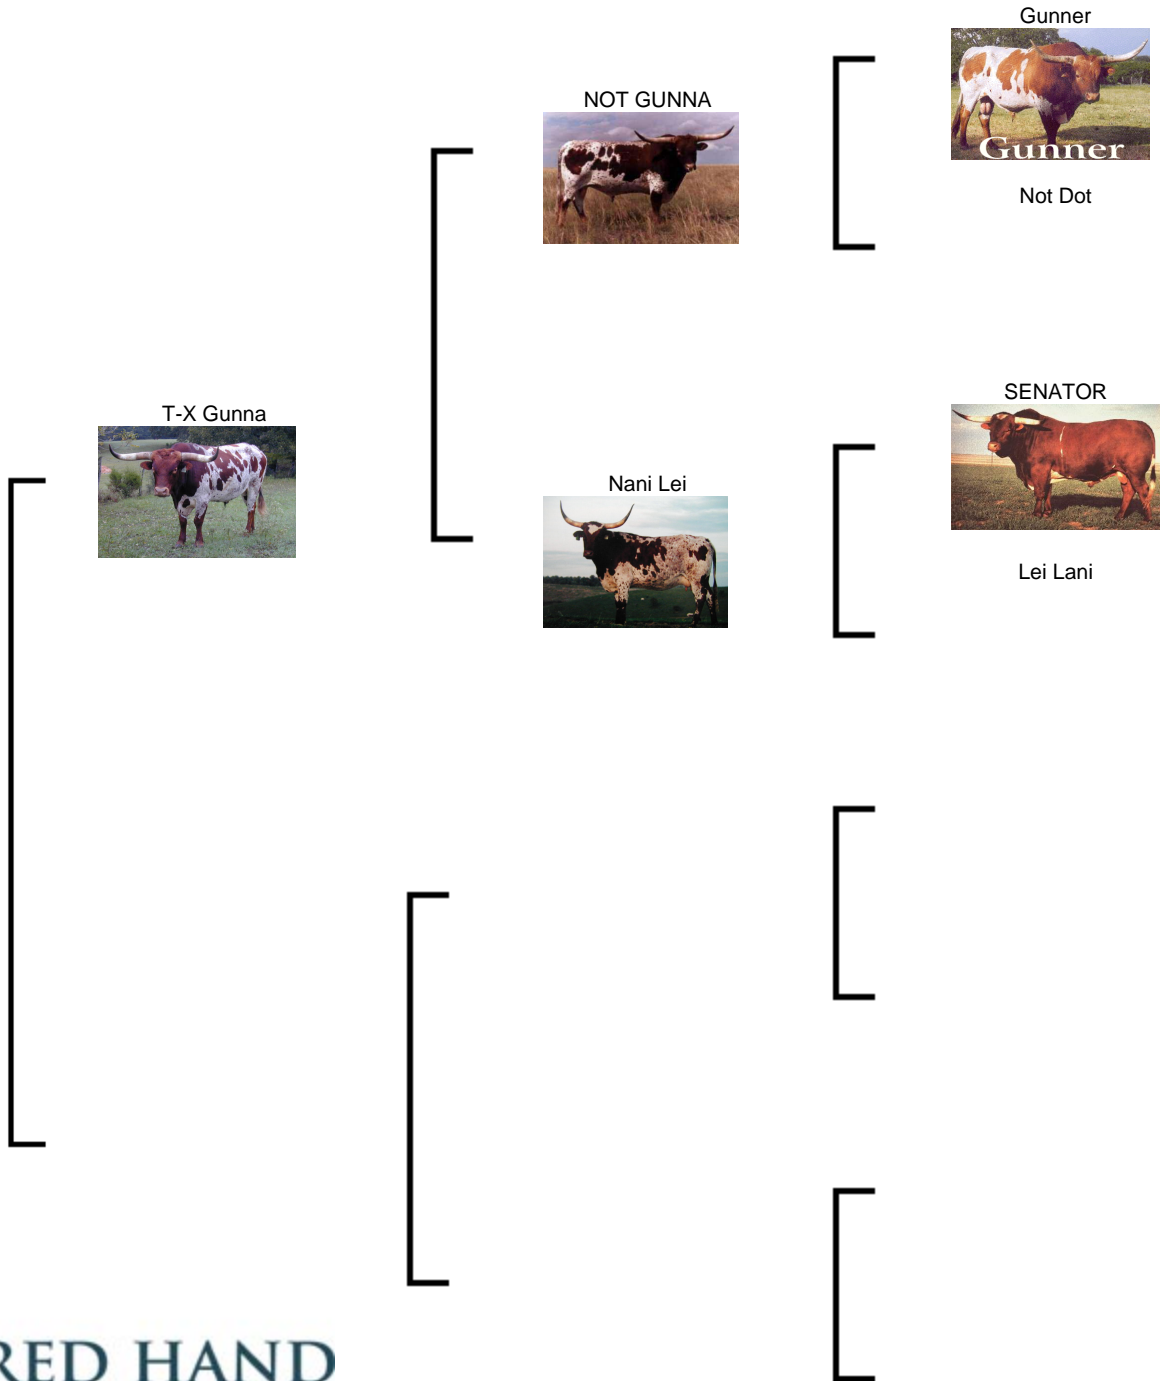 Gunner
Gunner
NOT GUNNA
Not Dot
SENATOR
T-X Gunna
Nani Lei
Lei Lani
RED HAND